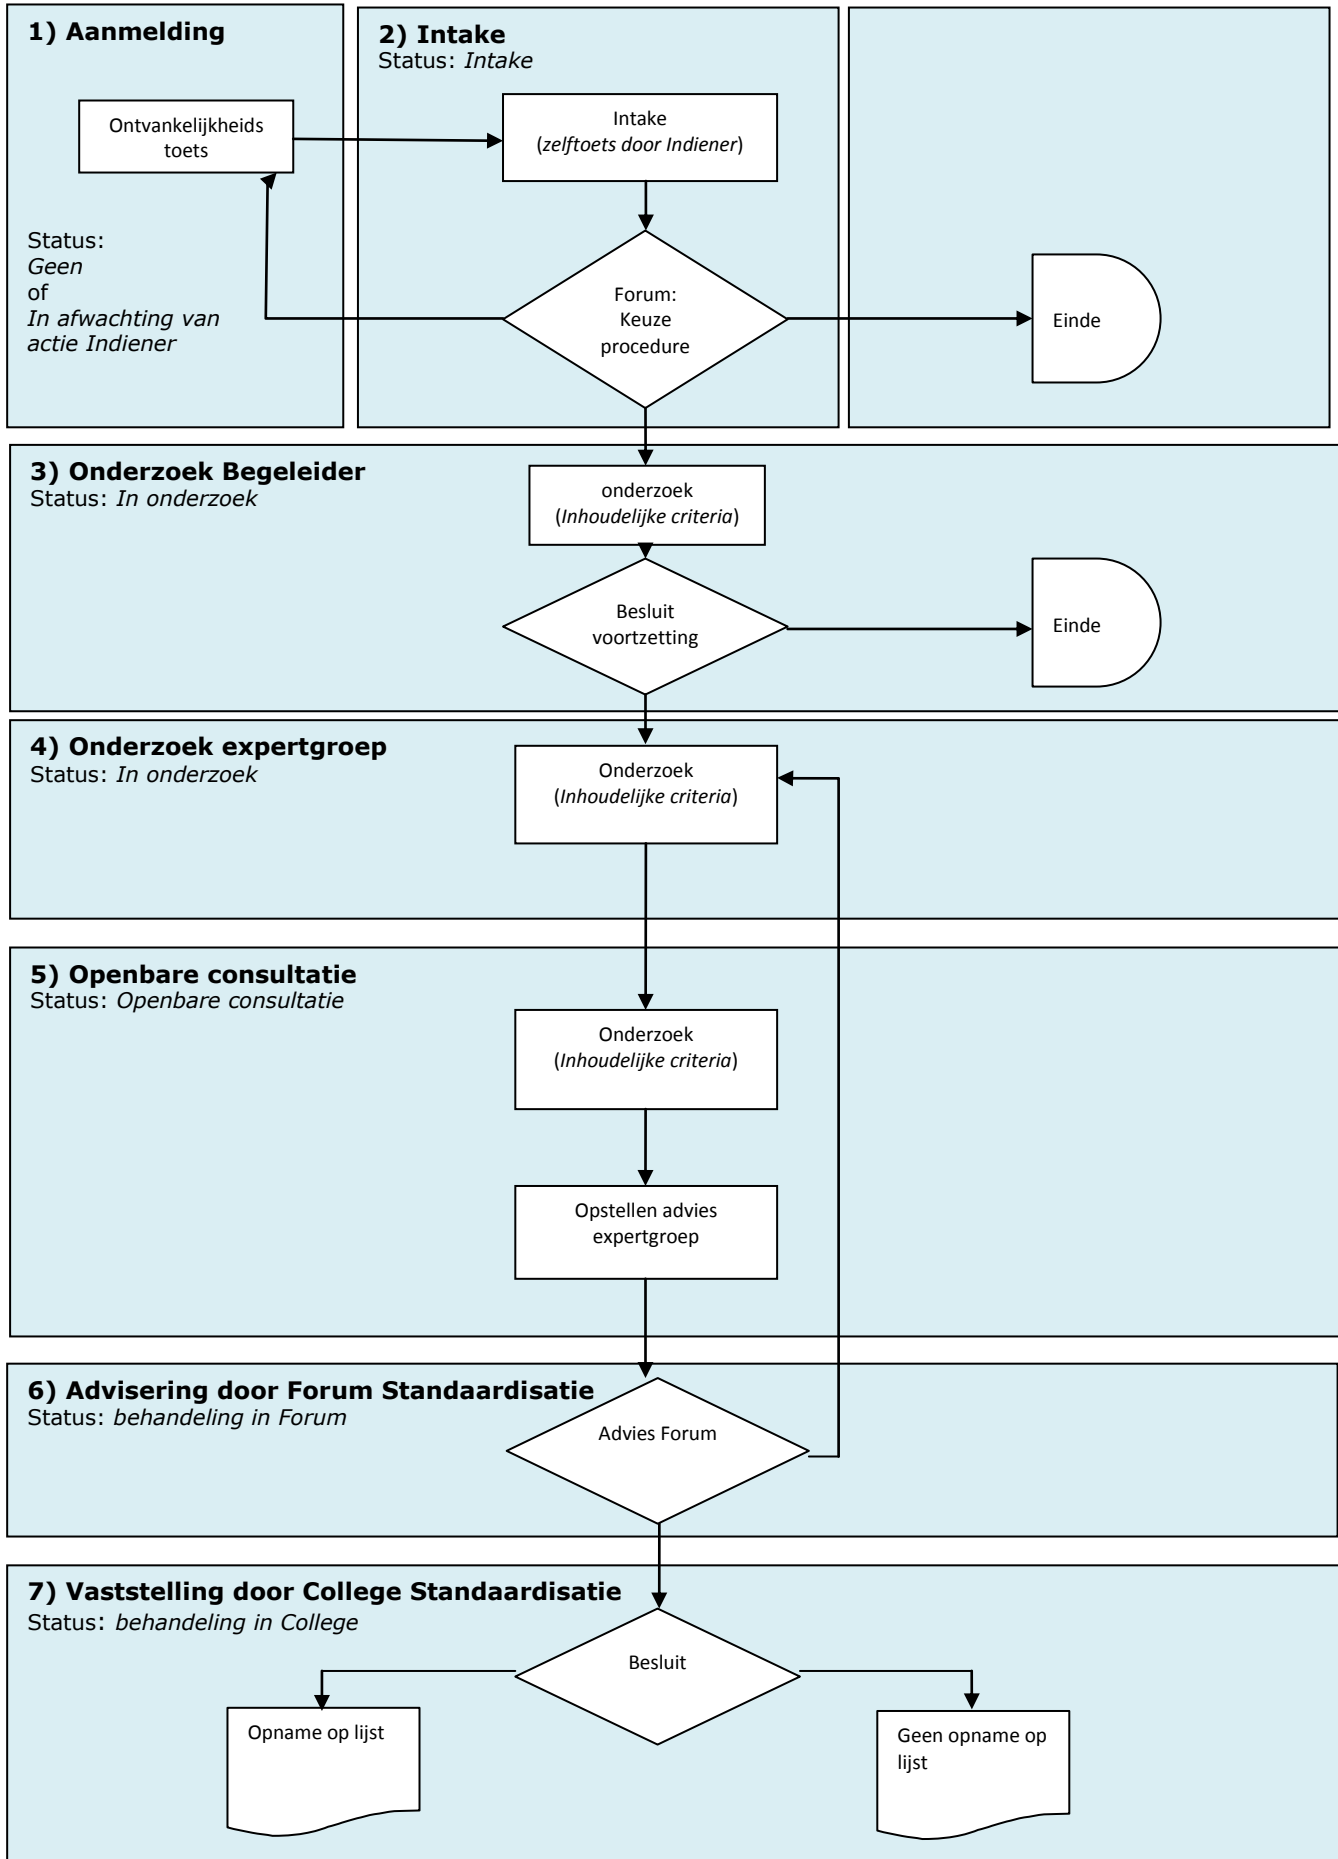 1) Aanmelding
Ontvankelijkheids
toets
Status:
Geen
of
In afwachting van
actie Indiener
2) Intake
Status: Intake
Intake
(zelftoets door Indiener)
Forum:
Keuze
procedure
Einde
3) Onderzoek Begeleider
Status: In onderzoek
onderzoek
(Inhoudelijke criteria)
Besluit
voortzetting
Einde
4) Onderzoek expertgroep
Status: In onderzoek
Onderzoek
(Inhoudelijke criteria)
5) Openbare consultatie
Status: Openbare consultatie
Onderzoek
(Inhoudelijke criteria)
Opstellen advies
expertgroep
6) Advisering door Forum Standaardisatie
Status: behandeling in Forum
Advies Forum
7) Vaststelling door College Standaardisatie
Status: behandeling in College
Besluit
Opname op lijst
Geen opname op
lijst